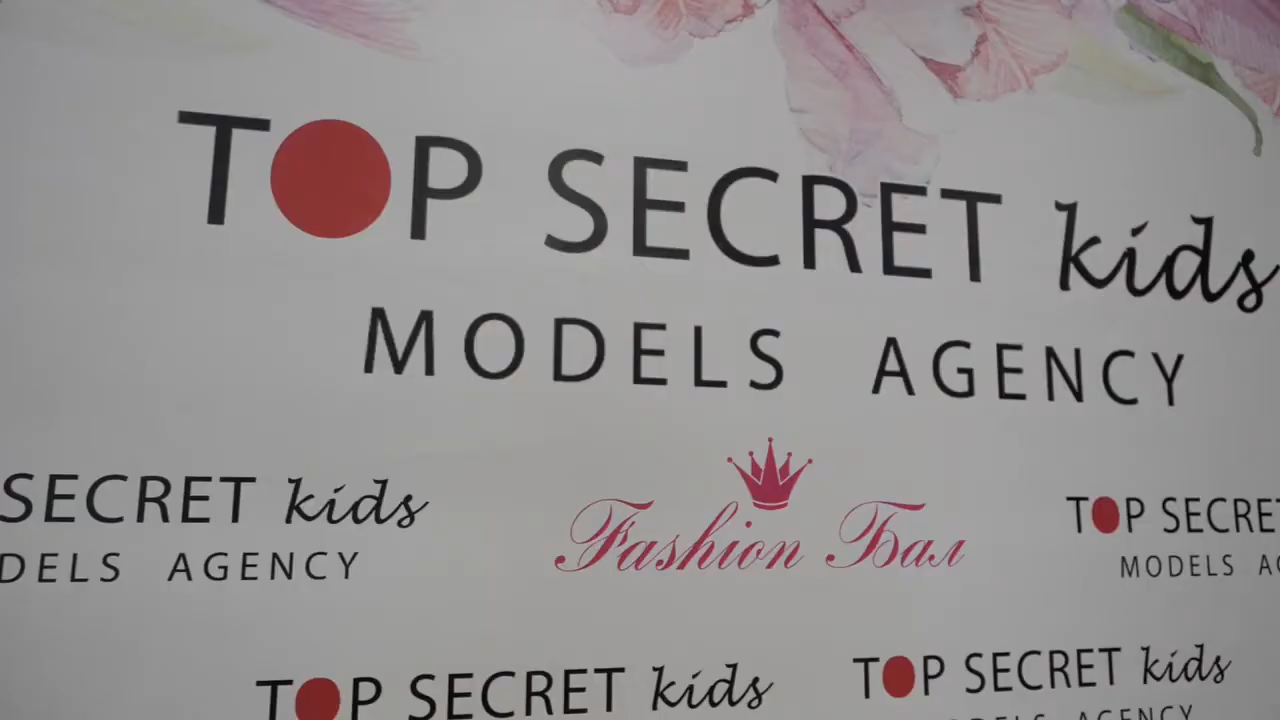 TOP SECRET kids
MODELS AGENCY
SECRET kids
DELS AGENCY
Fashion Бал
TOP SECRE
MODELS
TOP SECRET kids
TOP SECRET kids
AGENCY